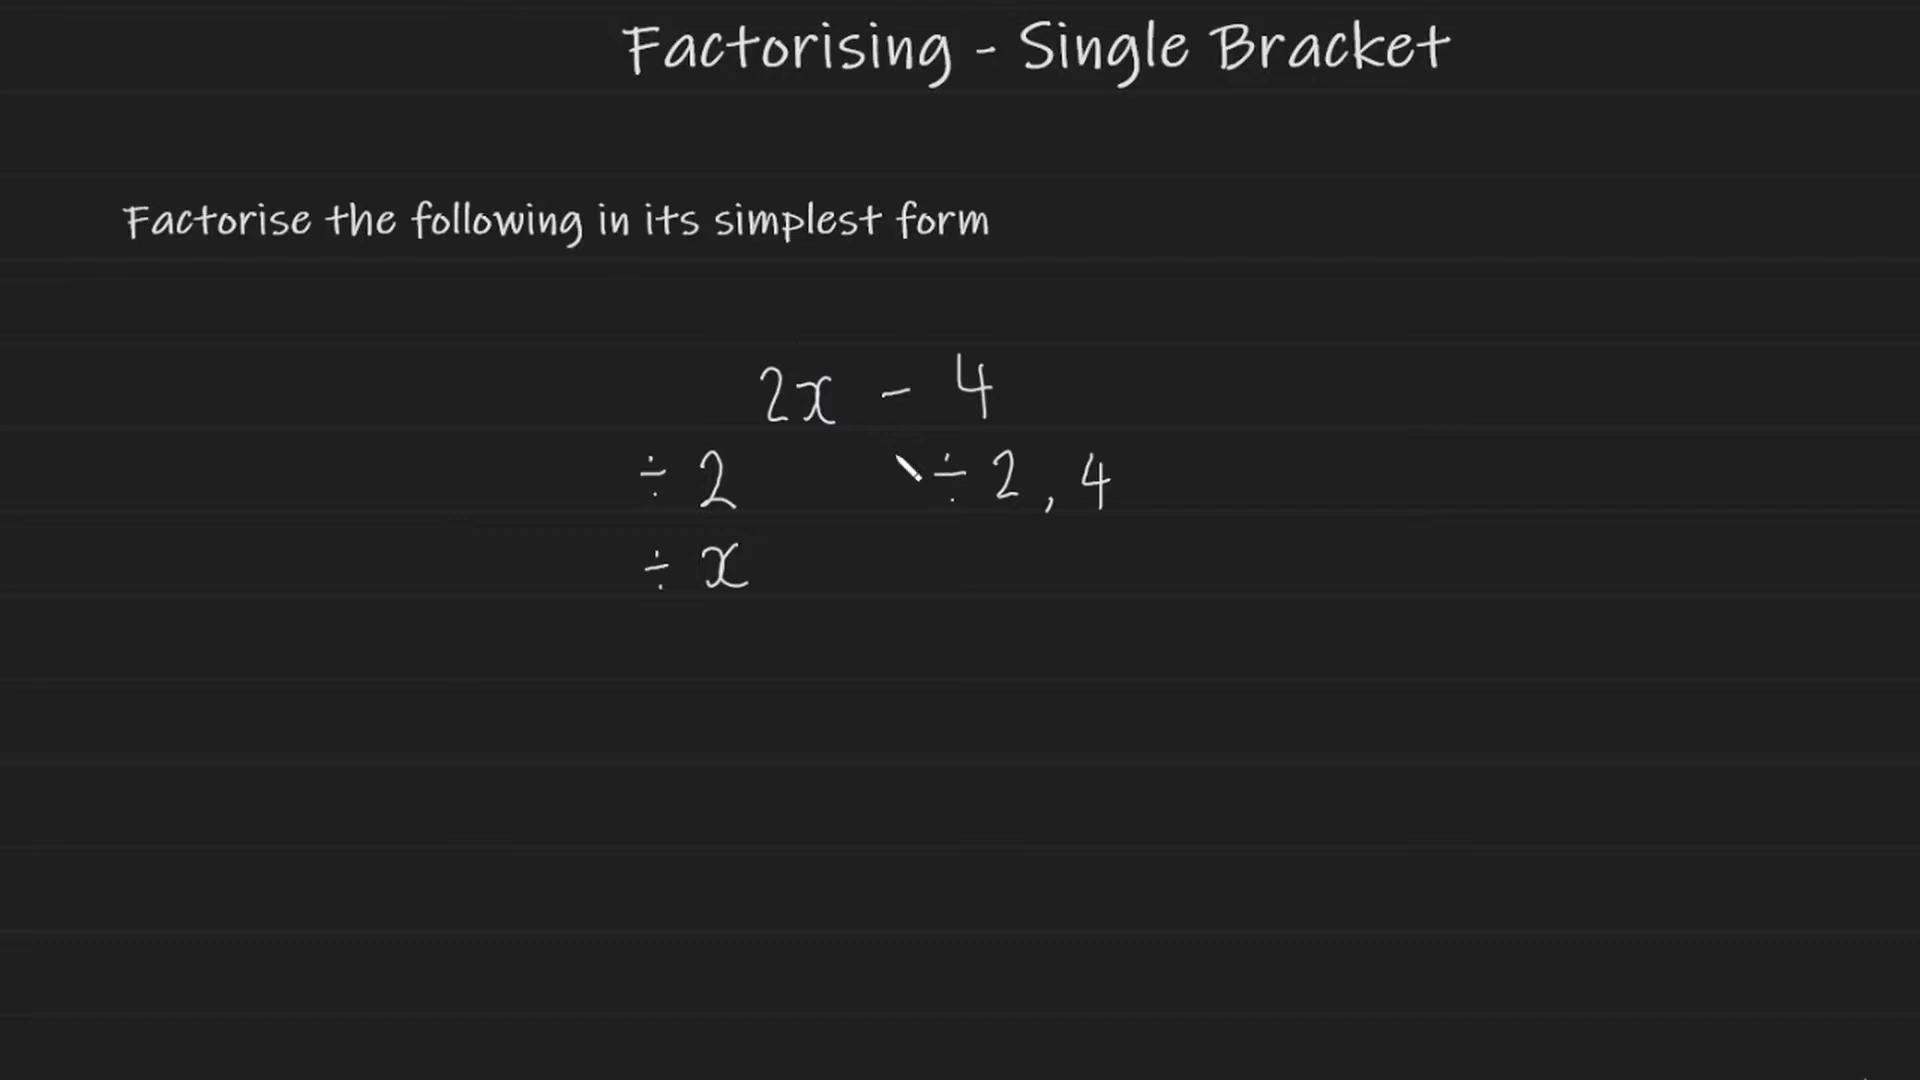 Factorising - Single Bracket
Factorise the following in its simplest form
2x - 4
÷ 2 ÷ 2, 4
÷ x